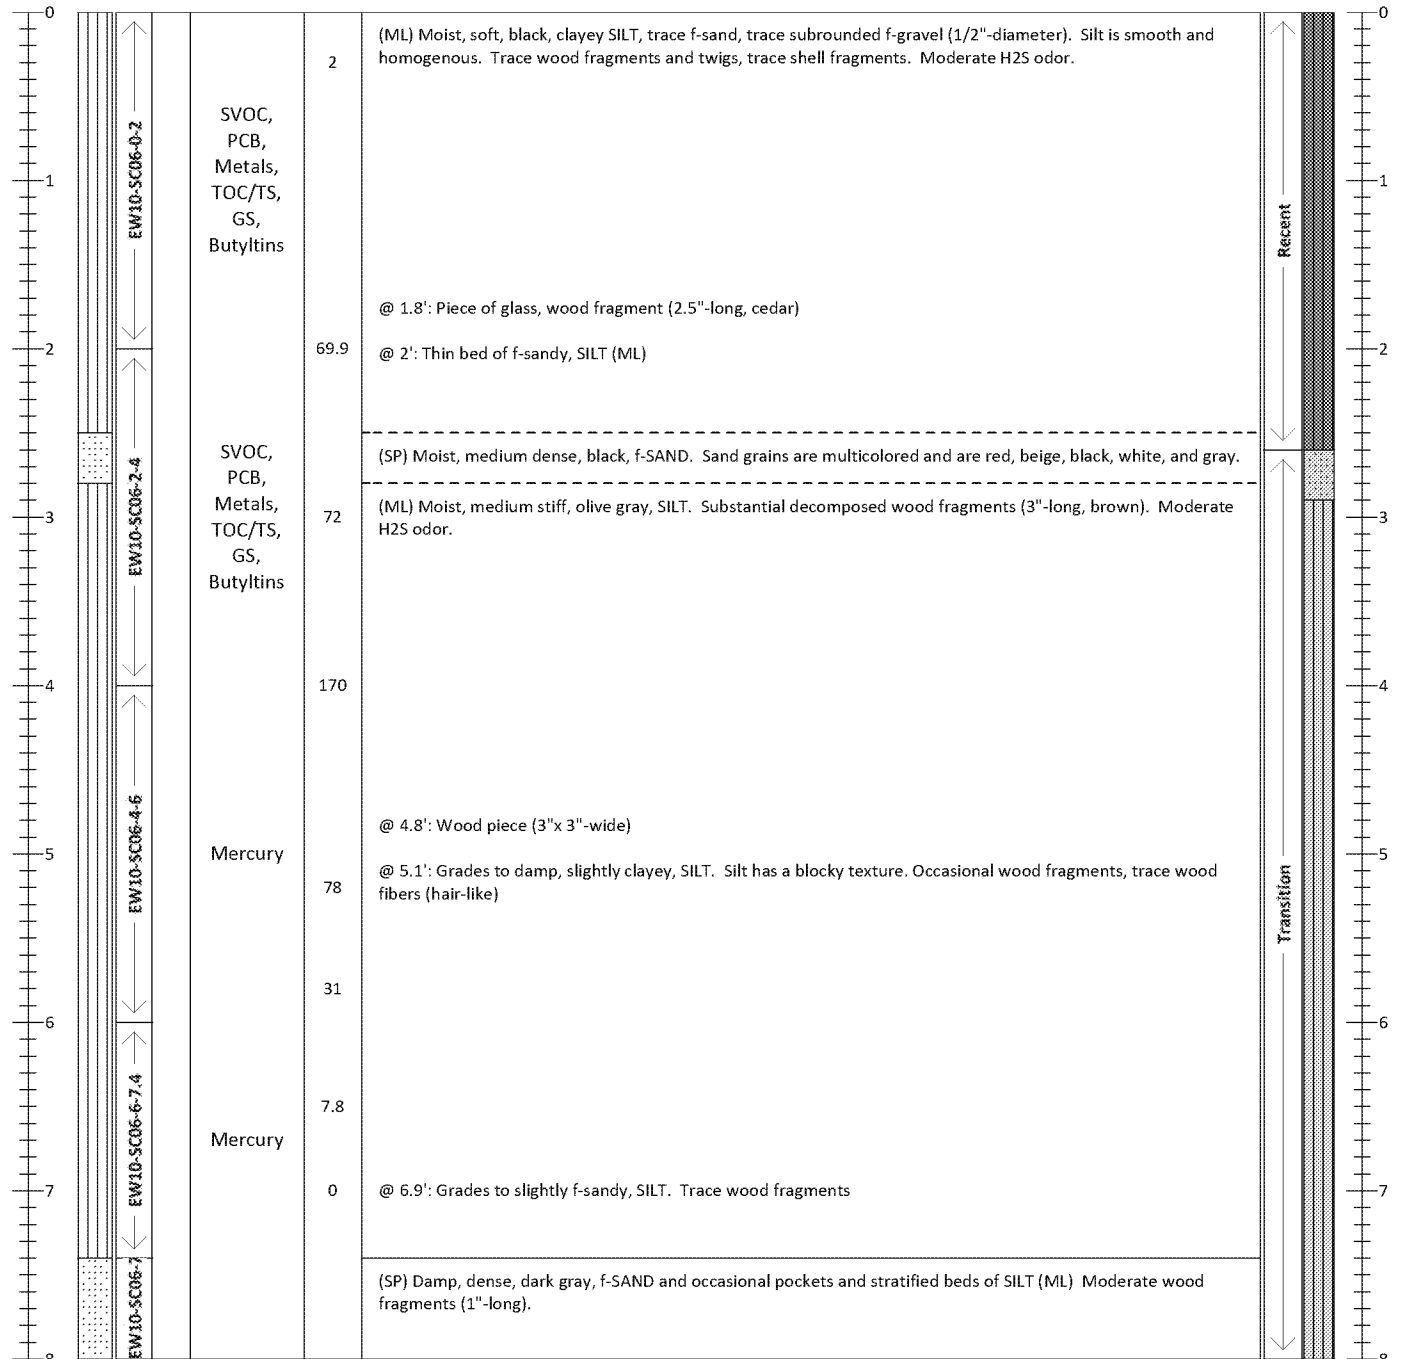 0
1
2
3
4
5
6
7
8
EW10-SC06-0-2
EW10-SC06-2-4
EW10-SC06-4-6
EW10-SC06-6-7.4
EW10-SC06-7
SVOC,
PCB,
Metals,
TOC/TS,
GS,
Butyltins
SVOC,
PCB,
Metals,
TOC/TS,
GS,
Butyltins
Mercury
Mercury
2
69.9
72
170
78
31
7.8
0
(ML) Moist, soft, black, clayey SILT, trace f-sand, trace subrounded f-gravel (1/2"-diameter).  Silt is smooth and
homogenous.  Trace wood fragments and twigs, trace shell fragments.  Moderate H2S odor.
@ 1.8': Piece of glass, wood fragment (2.5"-long, cedar)
@ 2': Thin bed of f-sandy, SILT (ML)
(SP) Moist, medium dense, black, f-SAND.  Sand grains are multicolored and are red, beige, black, white, and gray.
(ML) Moist, medium stiff, olive gray, SILT.  Substantial decomposed wood fragments (3"-long, brown).  Moderate
H2S odor.
@ 4.8': Wood piece (3"x 3"-wide)
@ 5.1': Grades to damp, slightly clayey, SILT.  Silt has a blocky texture. Occasional wood fragments, trace wood
fibers (hair-like)
@ 6.9': Grades to slightly f-sandy, SILT.  Trace wood fragments
(SP) Damp, dense, dark gray, f-SAND and occasional pockets and stratified beds of SILT (ML)  Moderate wood
fragments (1"-long).
Recent
Transition
0
1
2
3
4
5
6
7
8